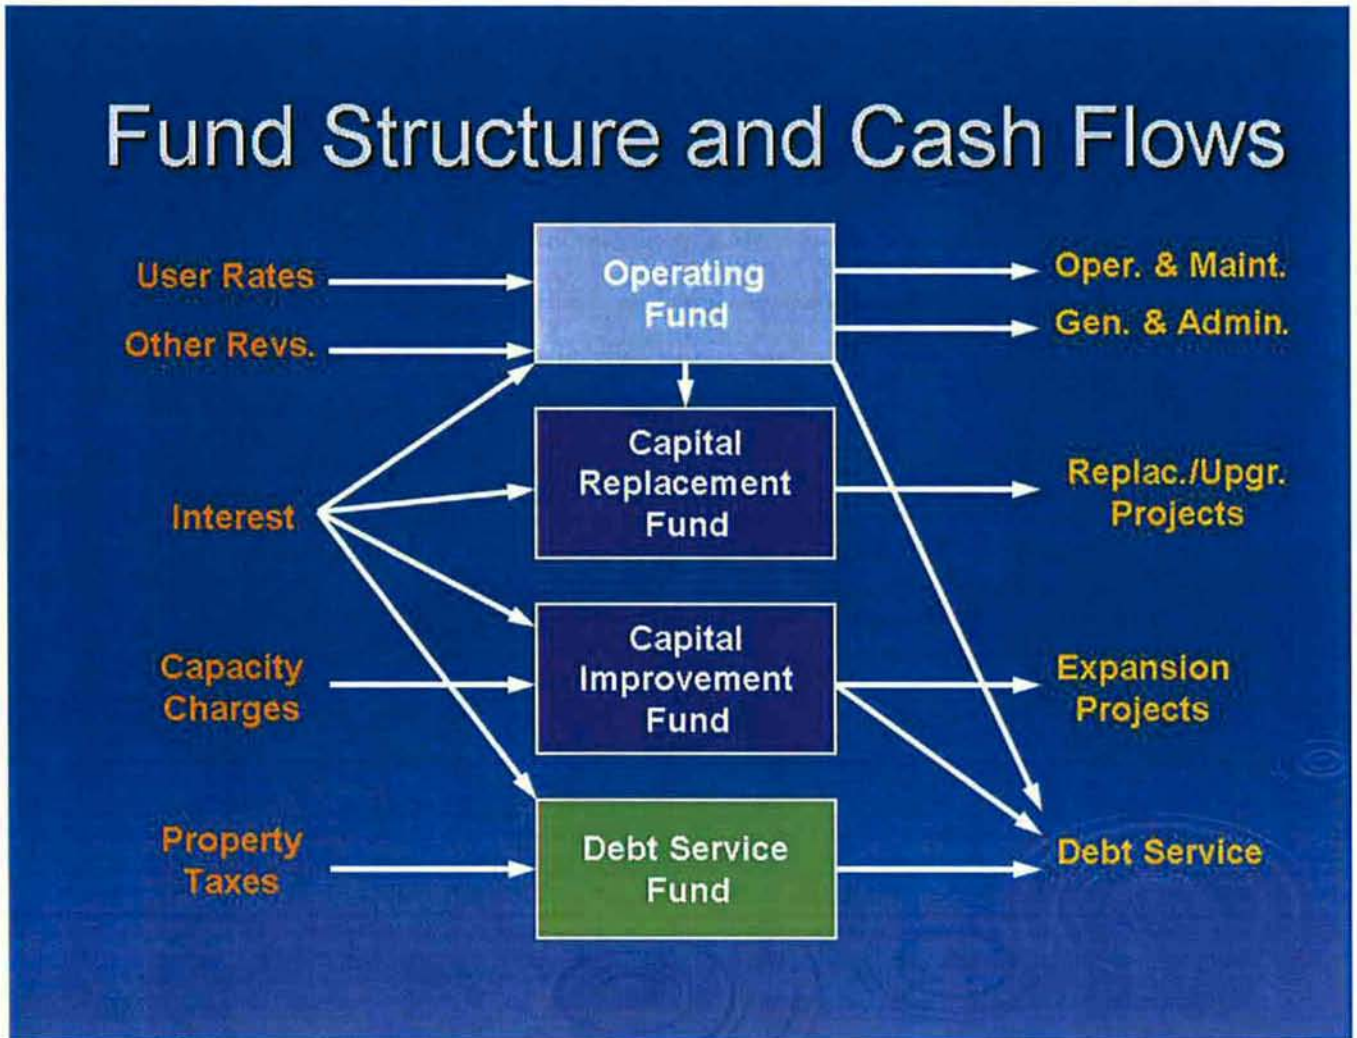 Fund Structure and Cash Flows
User Rates
Other Revs.
Interest
Capacity
Charges
Property
Taxes
Operating
Fund
Capital
Replacement
Fund
Capital
Improvement
Fund
Debt Service
Fund
Oper. & Maint.
Gen. & Admin.
Replac./Upgr.
Projects
Expansion
Projects
Debt Service